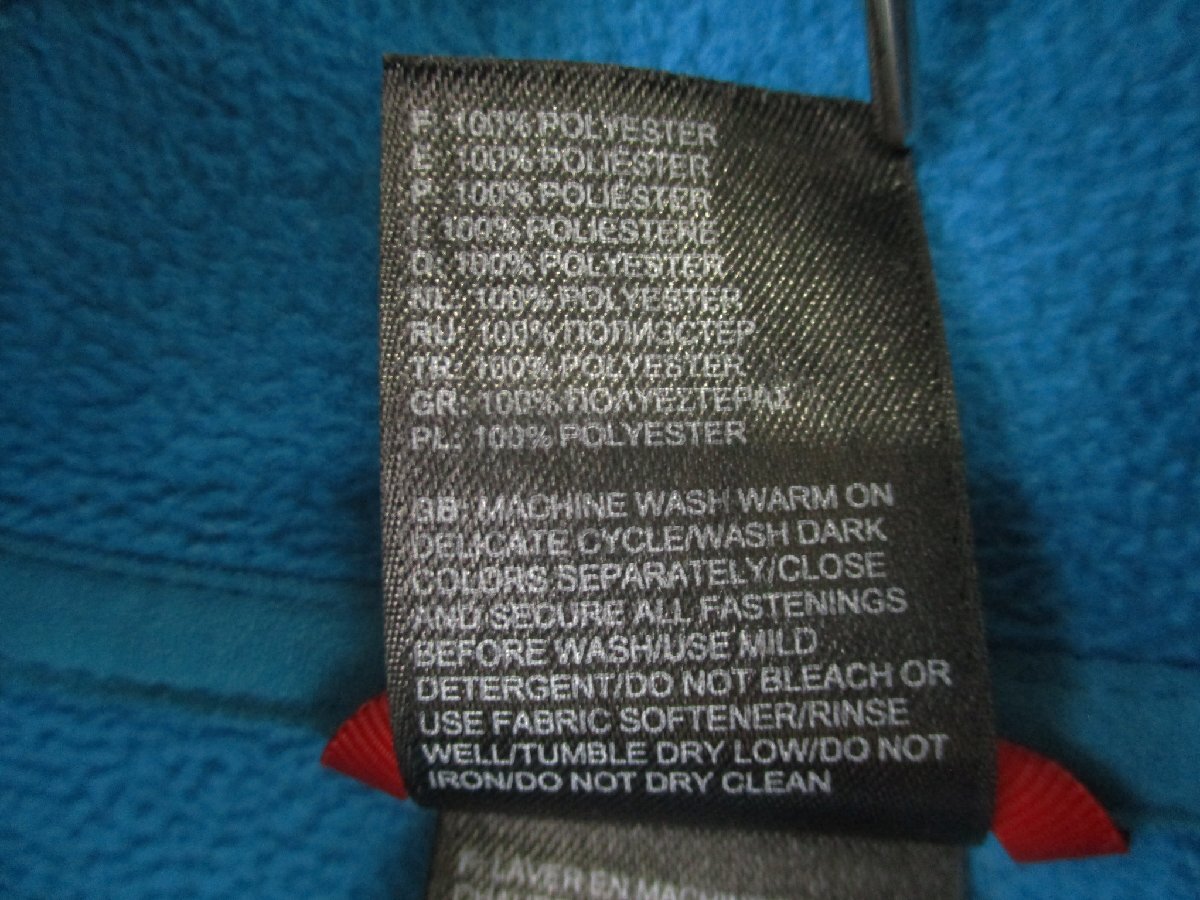 F: 100% POLYESTER
E: 100% POLIÉSTER
P: 100% POLIÉSTER
I: 100% POLIESTERE
D: 100% POLYESTER
NL: 100% POLYESTER
RU: 100% ПОЛИЭСТЕР
TR: 100% POLYESTER
GR: 100% ΠΟΛΥΕΣΤΕΡΑΣ
PL: 100% POLYESTER
GB: MACHINE WASH WARM ON
DELICATE CYCLE/WASH DARK
COLORS SEPARATELY/CLOSE
AND SECURE ALL FASTENINGS
BEFORE WASH/USE MILD
DETERGENT/DO NOT BLEACH OR
USE FABRIC SOFTENER/RINSE
WELL/TUMBLE DRY LOW/DO NOT
IRON/DO NOT DRY CLEAN
F: LAVER EN